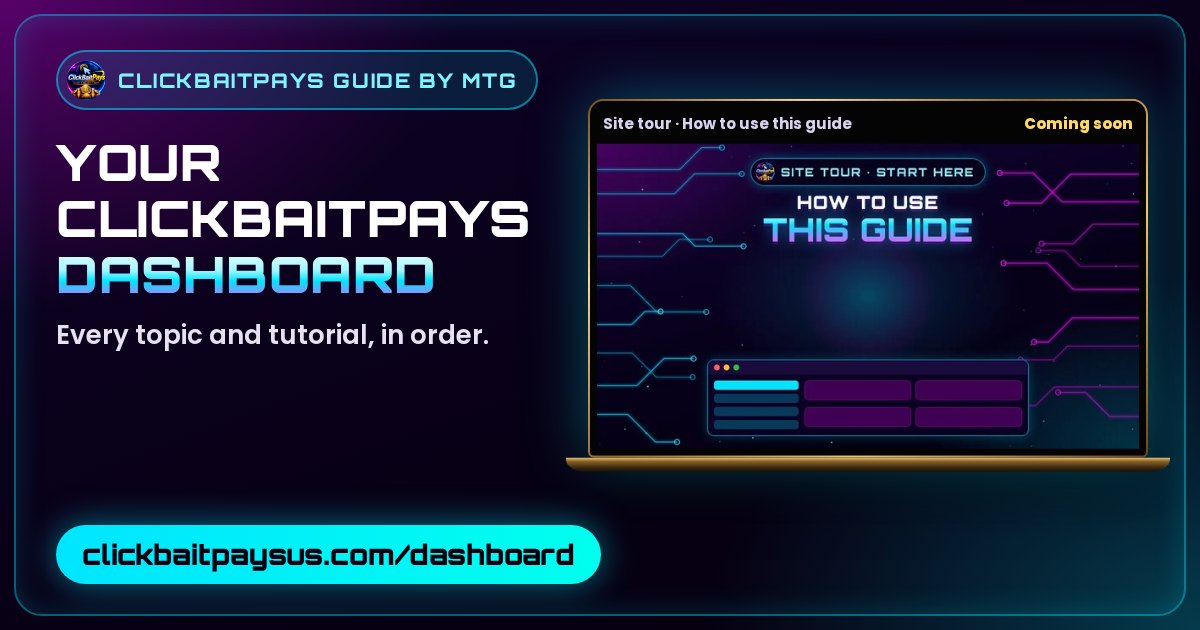 CLICKBAITPAYS GUIDE BY MTG
YOUR
CLICKBAITPAYS
DASHBOARD
Every topic and tutorial, in order.
clickbaitpaysus.com/dashboard
Site tour · How to use this guide
Coming soon
SITE TOUR · START HERE
HOW TO USE
THIS GUIDE